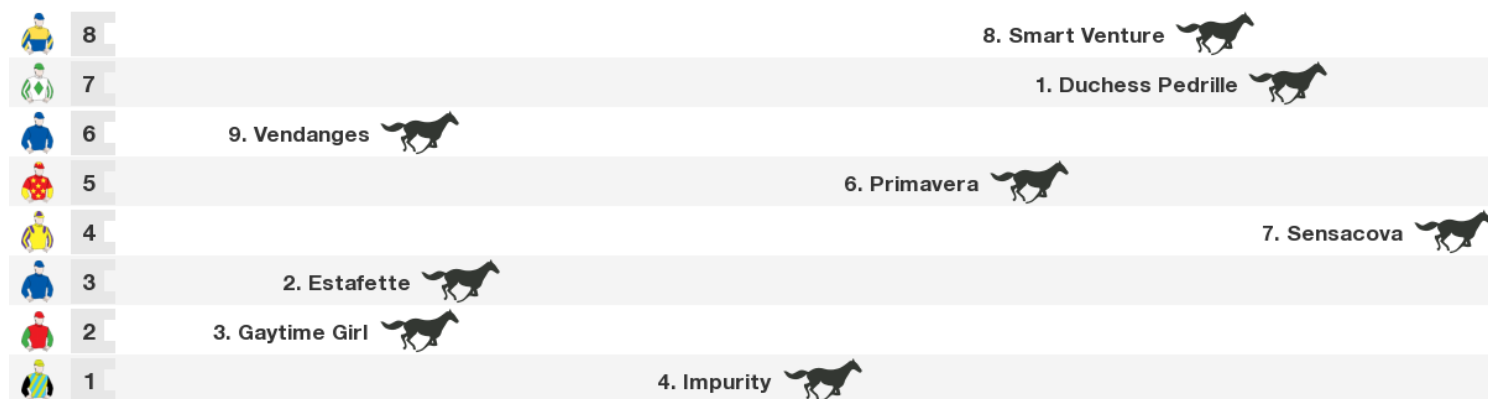 8 8. Smart Venture
7 1. Duchess Pedrille
6 9. Vendanges
5 6. Primavera
4 7. Sensacova
3 2. Estafette
2 3. Gaytime Girl
1 4. Impurity